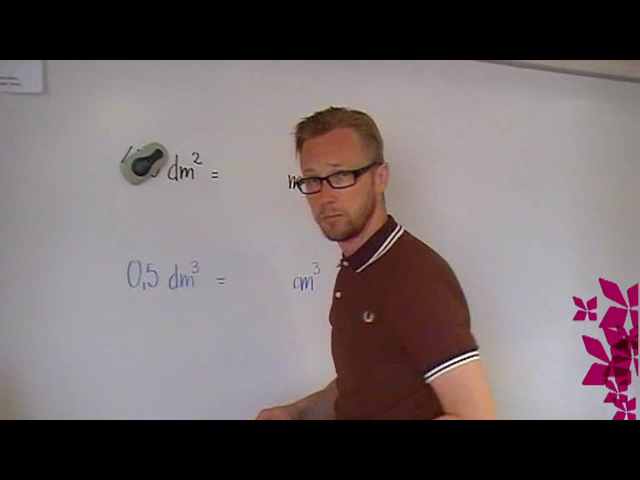 dm² =
0,5 dm³ = cm³